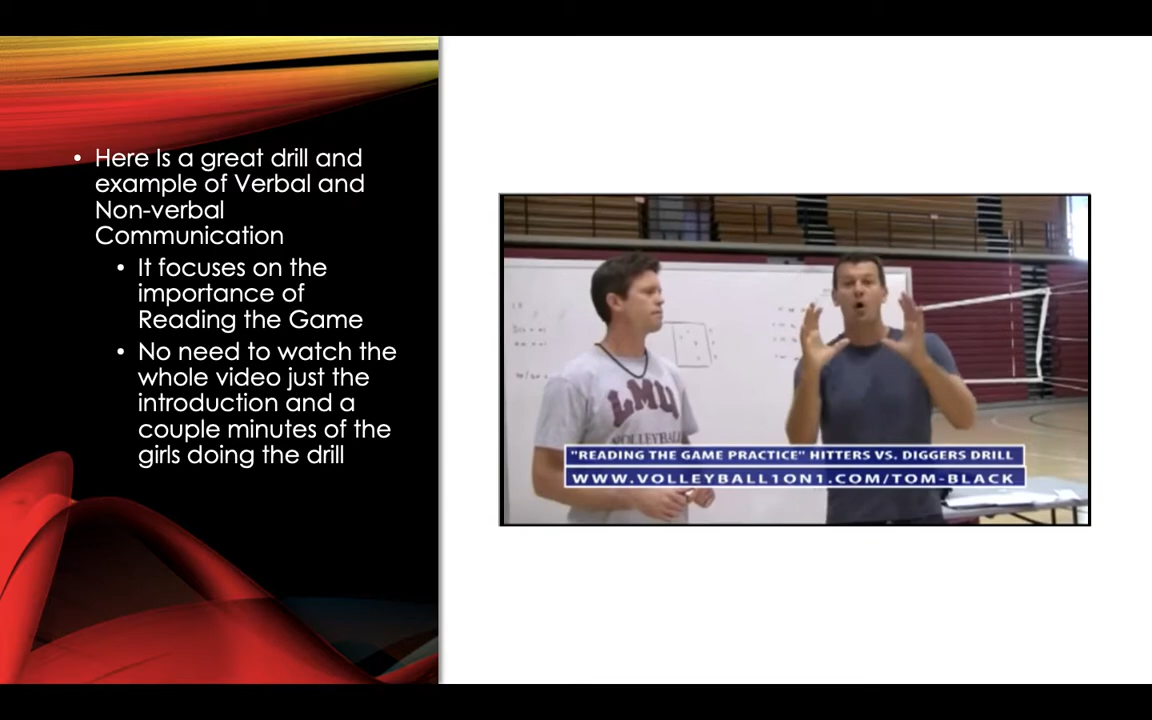 • Here Is a great drill and
example of Verbal and
Non-verbal
Communication
• It focuses on the
importance of
Reading the Game
• No need to watch the
whole video just the
introduction and a
couple minutes of the
girls doing the drill
LMU
VOLLEYBALL
"READING THE GAME PRACTICE" HITTERS VS. DIGGERS DRILL
WWW.VOLLEYBALL1ON1.COM/TOM-BLACK